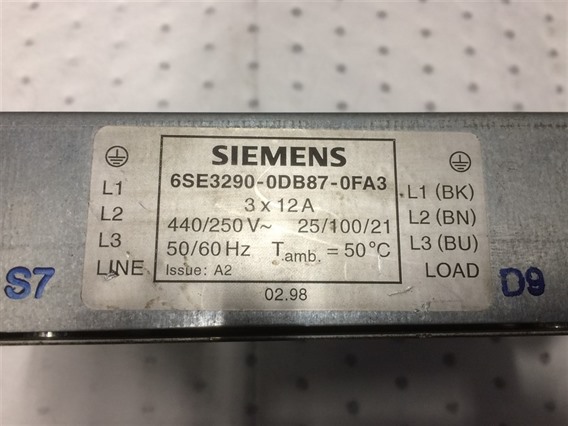 SIEMENS
6SE3290-0DB87-0FA3
3 x 12 A
440/250 V~ 25/100/21
50/60 Hz Tamb. = 50 °C
Issue: A2
L1
L2
L3
LINE
L1 (BK)
L2 (BN)
L3 (BU)
LOAD
02.98
S7
D9